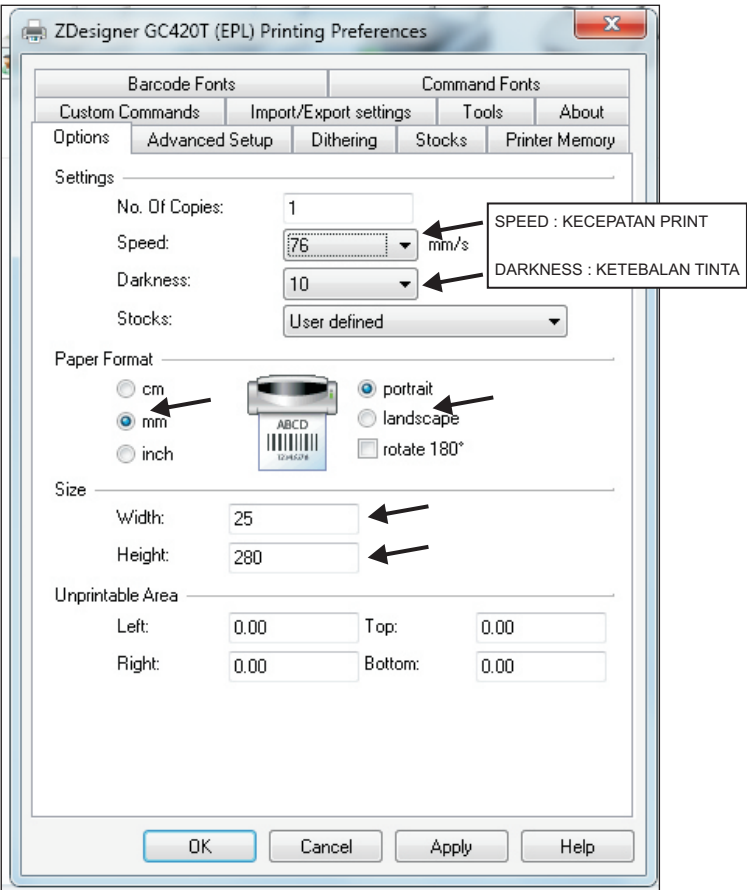 ZDesigner GC420T (EPL) Printing Preferences
Barcode Fonts Command Fonts
Custom Commands Import/Export settings Tools About
Options Advanced Setup Dithering Stocks Printer Memory
Settings
No. Of Copies: 1
Speed: 76 mm/s
SPEED : KECEPATAN PRINT
Darkness: 10
DARKNESS : KETEBALAN TINTA
Stocks: User defined
Paper Format
cm
mm
inch
ABCD
portrait
landscape
rotate 180°
Size
Width: 25
Height: 280
Unprintable Area
Left: 0.00 Top: 0.00
Right: 0.00 Bottom: 0.00
OK Cancel Apply Help